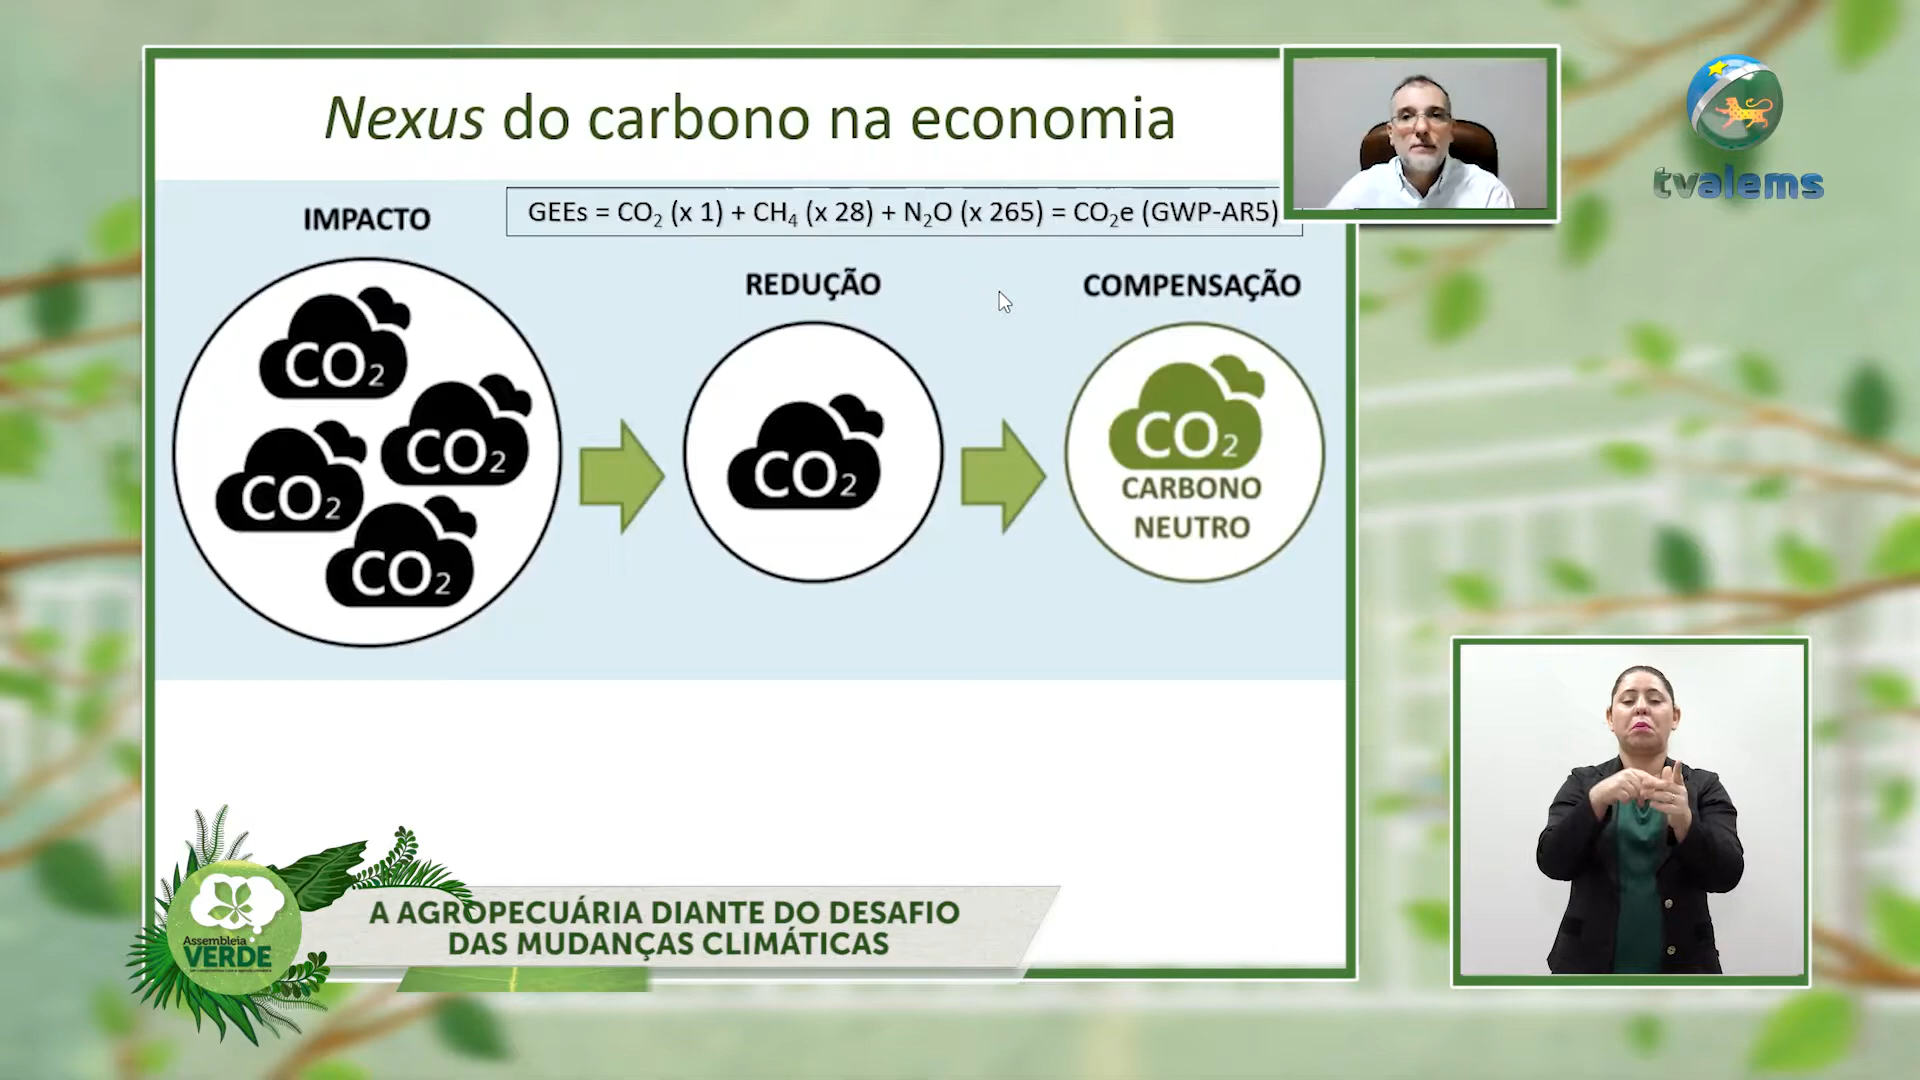 Nexus do carbono na economia
tvalems
IMPACTO
GEEs = CO₂ (x 1) + CH₄ (x 28) + N₂O (x 265) = CO₂e (GWP-AR5)
REDUÇÃO
COMPENSAÇÃO
CO₂
CO₂
CO₂
CO₂
CO₂
CO₂
CARBONO
NEUTRO
A AGROPECUÁRIA DIANTE DO DESAFIO
DAS MUDANÇAS CLIMÁTICAS
Assembleia
VERDE